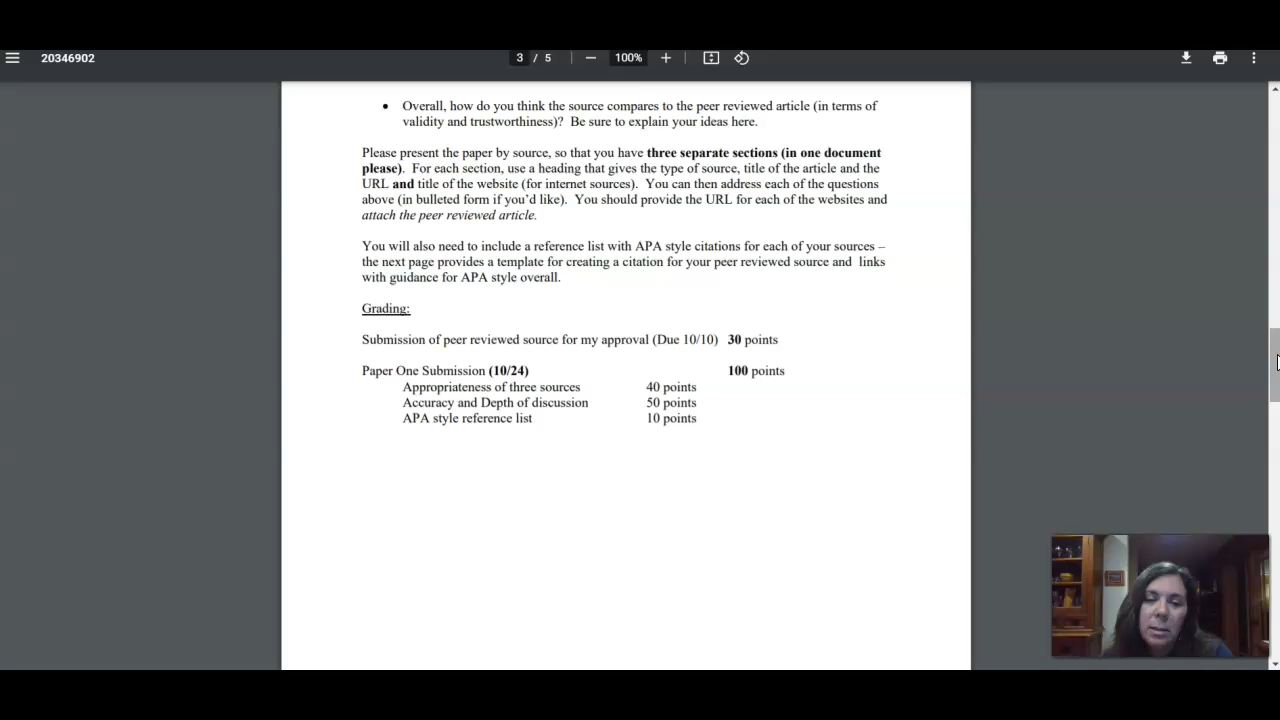 20346902
3 / 5
100%
• Overall, how do you think the source compares to the peer reviewed article (in terms of
validity and trustworthiness)? Be sure to explain your ideas here.
Please present the paper by source, so that you have three separate sections (in one document
please). For each section, use a heading that gives the type of source, title of the article and the
URL and title of the website (for internet sources). You can then address each of the questions
above (in bulleted form if you'd like). You should provide the URL for each of the websites and
attach the peer reviewed article.
You will also need to include a reference list with APA style citations for each of your sources –
the next page provides a template for creating a citation for your peer reviewed source and links
with guidance for APA style overall.
Grading:
Submission of peer reviewed source for my approval (Due 10/10) 30 points
Paper One Submission (10/24) 100 points
Appropriateness of three sources 40 points
Accuracy and Depth of discussion 50 points
APA style reference list 10 points